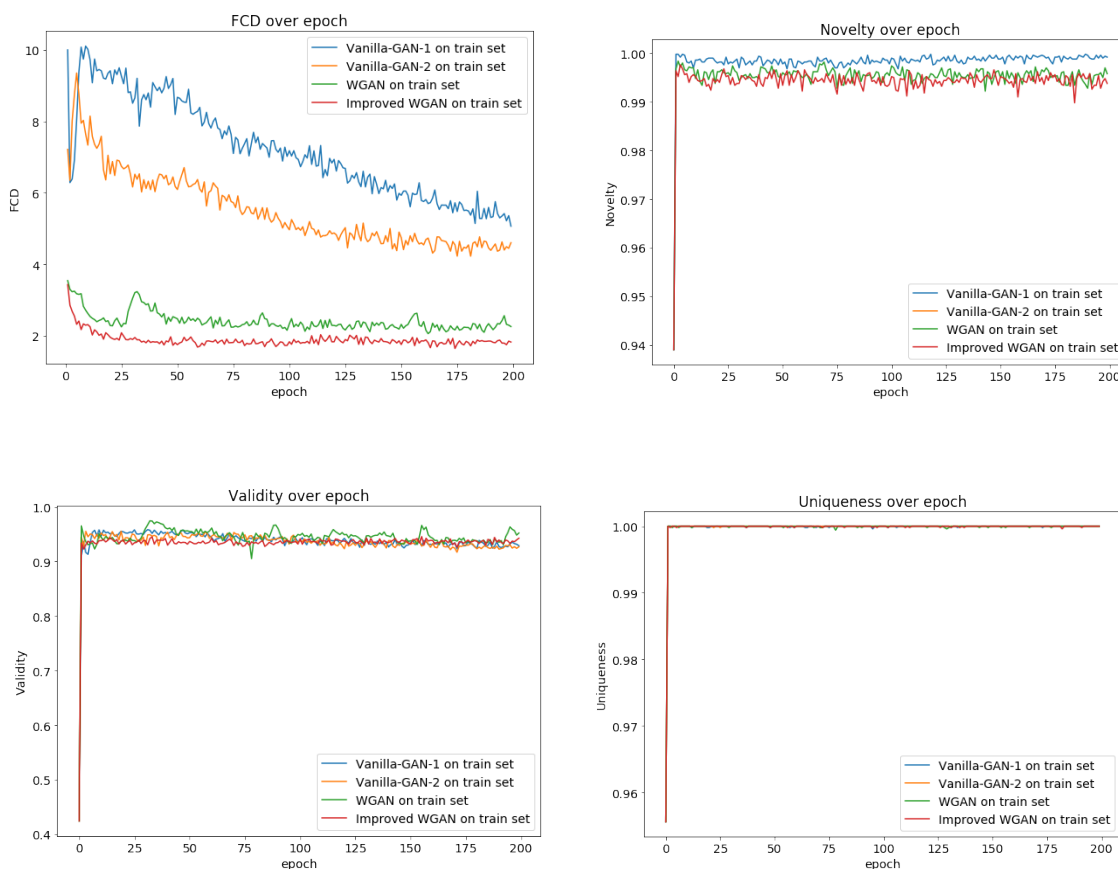 FCD over epoch
10
8
6
4
2
FCD
0
25
50
75
100
125
150
175
200
epoch
Vanilla-GAN-1 on train set
Vanilla-GAN-2 on train set
WGAN on train set
Improved WGAN on train set
Novelty over epoch
1.00
0.99
0.98
0.97
0.96
0.95
0.94
Novelty
0
25
50
75
100
125
150
175
200
epoch
Vanilla-GAN-1 on train set
Vanilla-GAN-2 on train set
WGAN on train set
Improved WGAN on train set
Validity over epoch
1.0
0.9
0.8
0.7
0.6
0.5
0.4
Validity
0
25
50
75
100
125
150
175
200
epoch
Vanilla-GAN-1 on train set
Vanilla-GAN-2 on train set
WGAN on train set
Improved WGAN on train set
Uniqueness over epoch
1.00
0.99
0.98
0.97
0.96
Uniqueness
0
25
50
75
100
125
150
175
200
epoch
Vanilla-GAN-1 on train set
Vanilla-GAN-2 on train set
WGAN on train set
Improved WGAN on train set